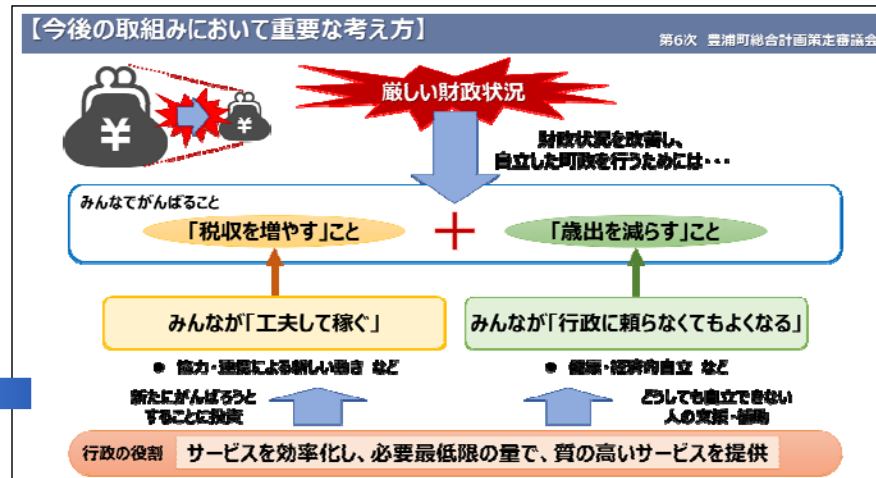 【今後の取組みにおいて重要な考え方】
第6次 豊浦町総合計画策定審議会
¥
¥
厳しい財政状況
財政状況を改善し、
自立した町政を行うためには・・・
みんなでがんばること
「税収を増やす」こと
+
「歳出を減らす」こと
みんなが「工夫して稼ぐ」
みんなが「行政に頼らなくてもよくなる」
● 協力・連携による新しい動き など
● 健康・経済的自立 など
新たにがんばろうと
することに投資
どうしても自立できない
人の支援・補助
行政の役割
サービスを効率化し、必要最低限の量で、質の高いサービスを提供